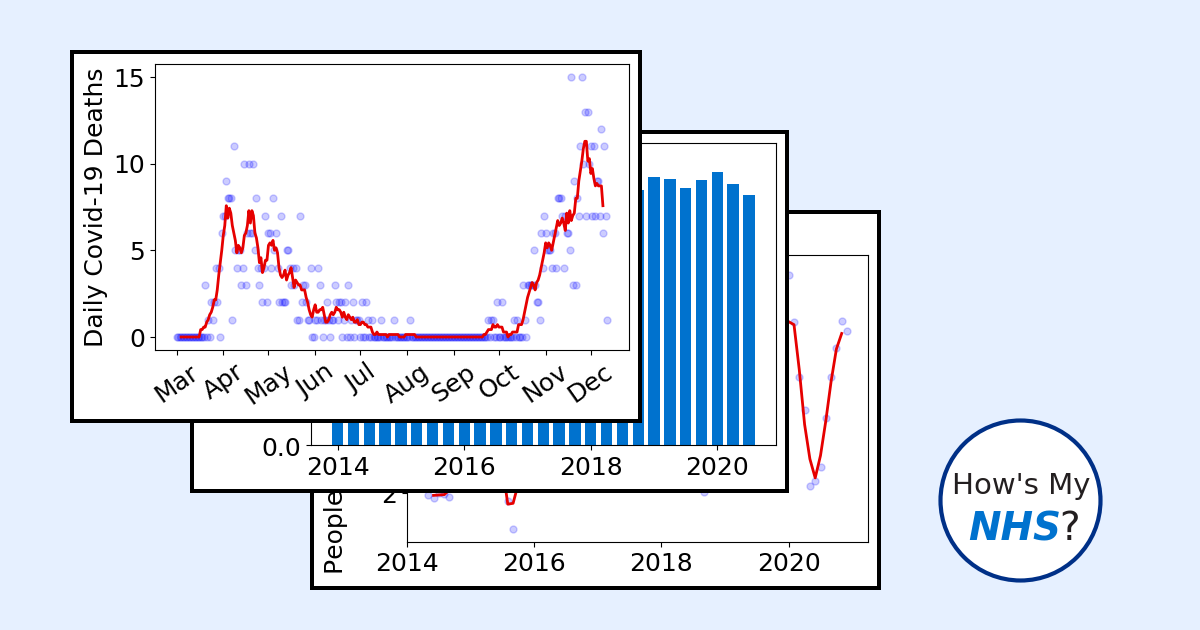 Daily Covid-19 Deaths
15
10
5
0
Mar Apr May Jun Jul Aug Sep Oct Nov Dec
0.0
2014 2016 2018 2020
People
2
2014 2016 2018 2020
How's My
NHS?